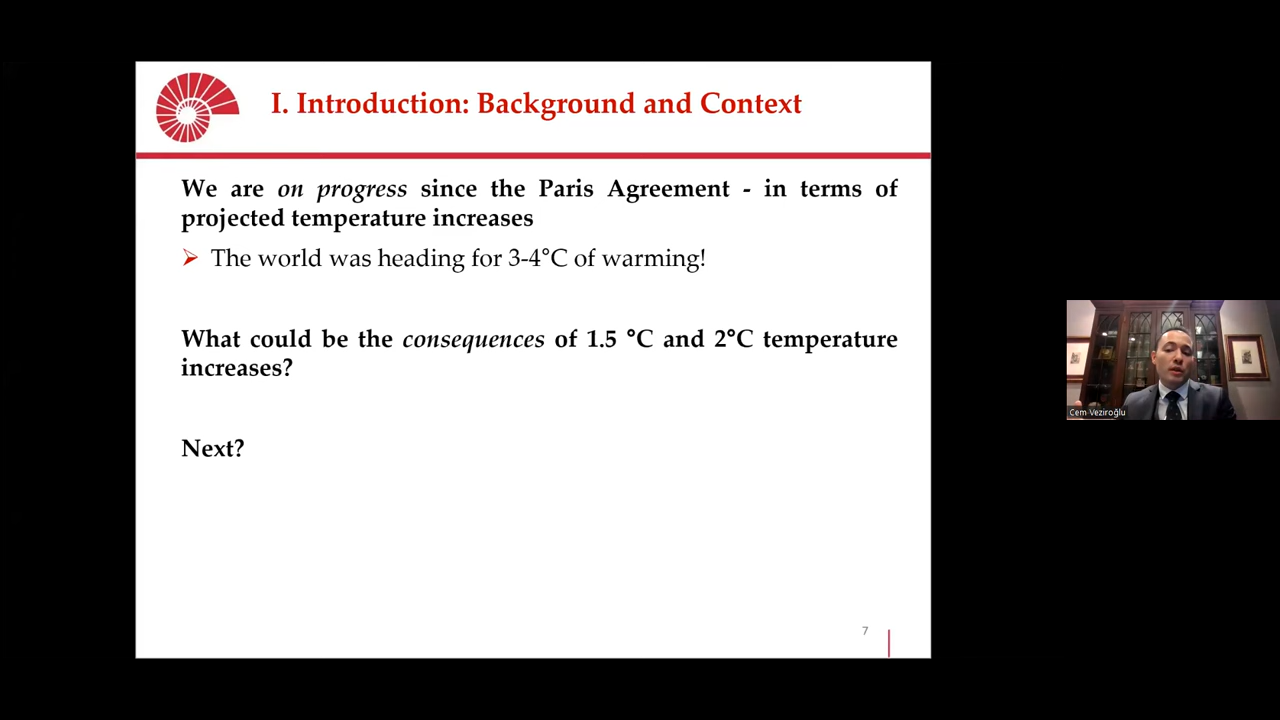 I. Introduction: Background and Context
We are on progress since the Paris Agreement - in terms of
projected temperature increases
The world was heading for 3-4°C of warming!
What could be the consequences of 1.5 °C and 2°C temperature
increases?
Next?
7
Cem Veziroğlu